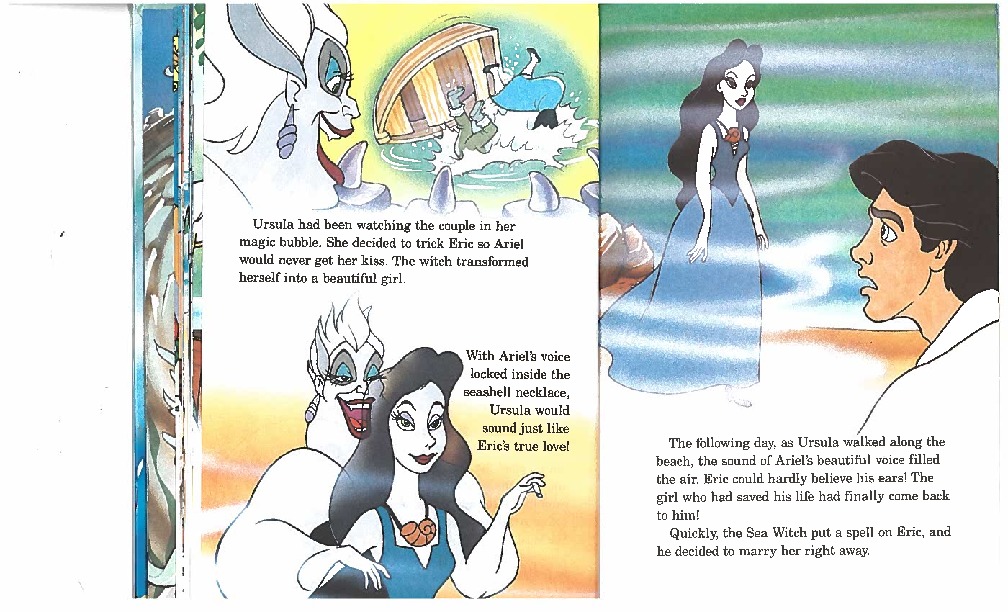 Ursula had been watching the couple in her
magic bubble. She decided to trick Eric so Ariel
would never get her kiss. The witch transformed
herself into a beautiful girl.
With Ariel's voice
locked inside the
seashell necklace,
Ursula would
sound just like
Eric's true love!
The following day, as Ursula walked along the
beach, the sound of Ariel's beautiful voice filled
the air. Eric could hardly believe his ears! The
girl who had saved his life had finally come back
to him!
Quickly, the Sea Witch put a spell on Eric, and
he decided to marry her right away.